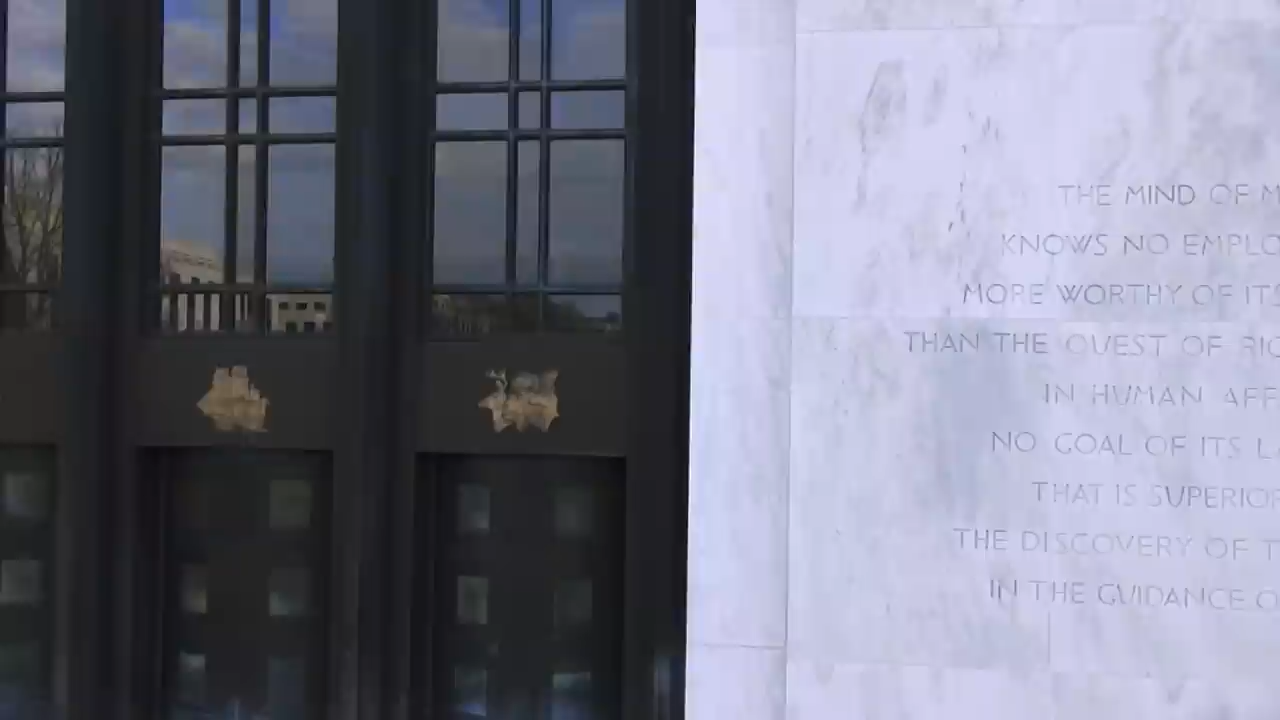 THE MIND OF M
KNOWS NO EMPLO
MORE WORTHY OF ITS
THAN THE QUEST OF RIG
IN HUMAN AFF
NO GOAL OF ITS L
THAT IS SUPERIOR
THE DISCOVERY OF T
IN THE GUIDANCE O